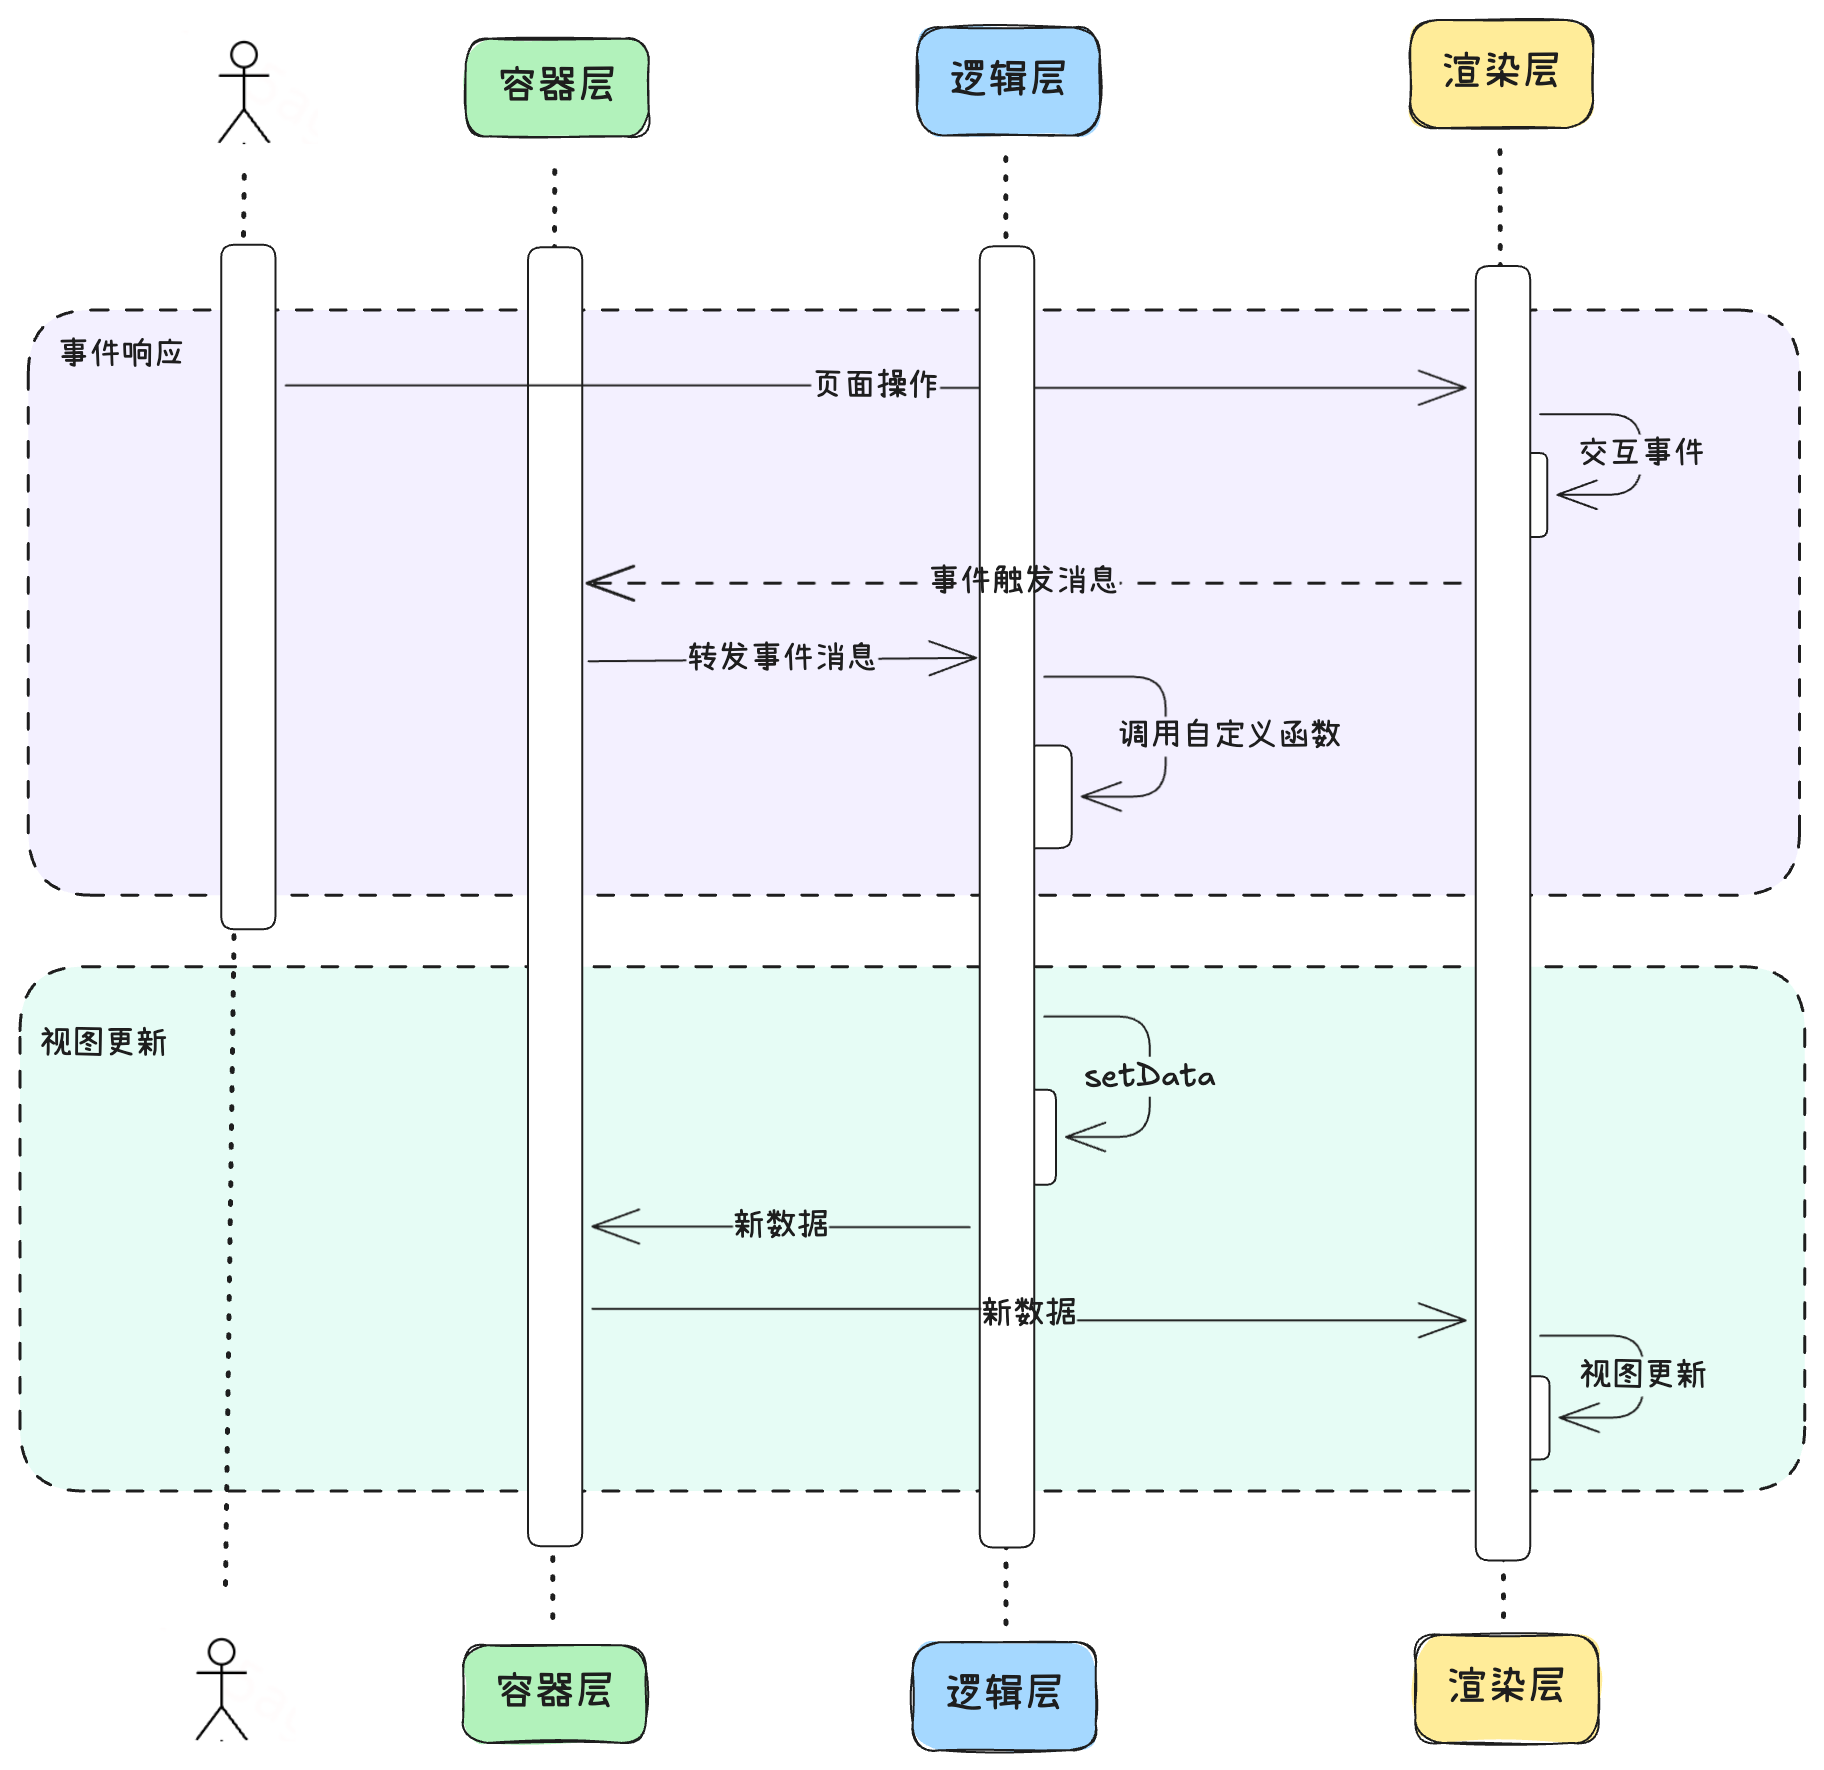 容器层
逻辑层
渲染层
事件响应
页面操作
交互事件
事件触发消息
转发事件消息
调用自定义函数
视图更新
setData
新数据
新数据
视图更新
容器层
逻辑层
渲染层